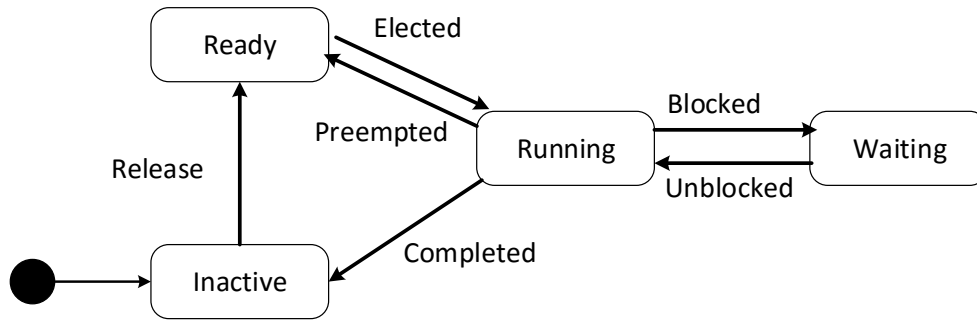 Ready
Elected
Preempted
Blocked
Running
Waiting
Unblocked
Release
Completed
Inactive